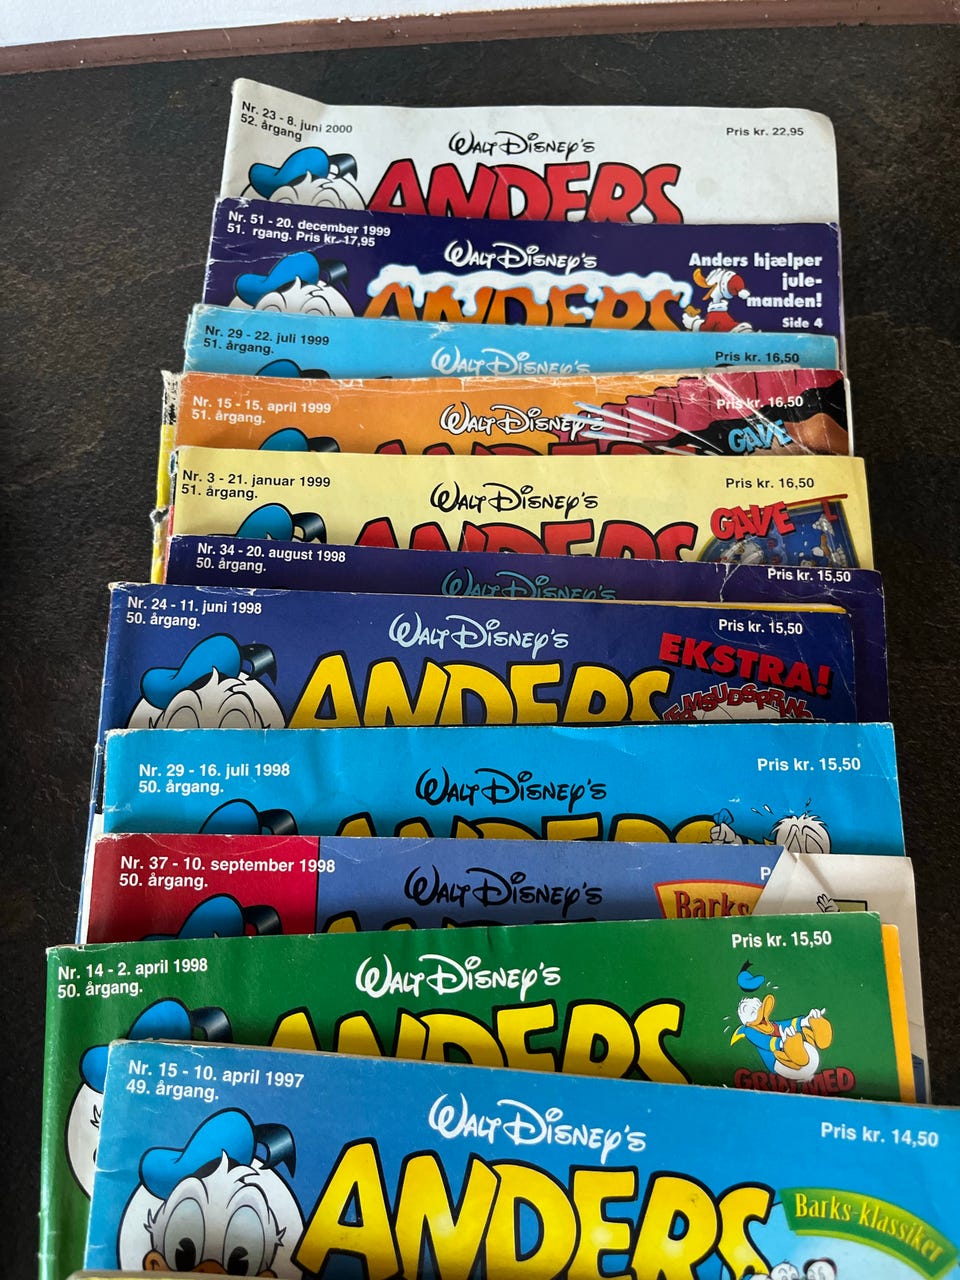 Nr. 23 - 8. juni 2000
52. årgang
Pris kr. 22,95
WALT DISNEY'S
ANDERS
Nr. 51 - 20. december 1999
51. rgang. Pris kr. 17,95
WALT DISNEY'S
ANDERS
Anders hjælper
jule-
manden!
Side 4
Nr. 29 - 22. juli 1999
51. årgang.
WALT DISNEY'S
Pris kr. 16,50
Nr. 15 - 15. april 1999
51. årgang.
WALT DISNEY'S
Pris kr. 16,50
GAVE
ANDERS
Nr. 3 - 21. januar 1999
51. årgang.
WALT DISNEY'S
Pris kr. 16,50
GAVE
ANDERS
Nr. 34 - 20. august 1998
50. årgang.
WALT DISNEY'S
Pris kr. 15,50
Nr. 24 - 11. juni 1998
50. årgang.
WALT DISNEY'S
Pris kr. 15,50
EKSTRA!
ANDERS
Nr. 29 - 16. juli 1998
50. årgang.
WALT DISNEY'S
Pris kr. 15,50
ANDERS
Nr. 37 - 10. september 1998
50. årgang.
WALT DISNEY'S
P
Barks
Nr. 14 - 2. april 1998
50. årgang.
WALT DISNEY'S
Pris kr. 15,50
ANDERS
GRIN MED
Nr. 15 - 10. april 1997
49. årgang.
WALT DISNEY'S
Pris kr. 14,50
ANDERS
Barks-klassiker